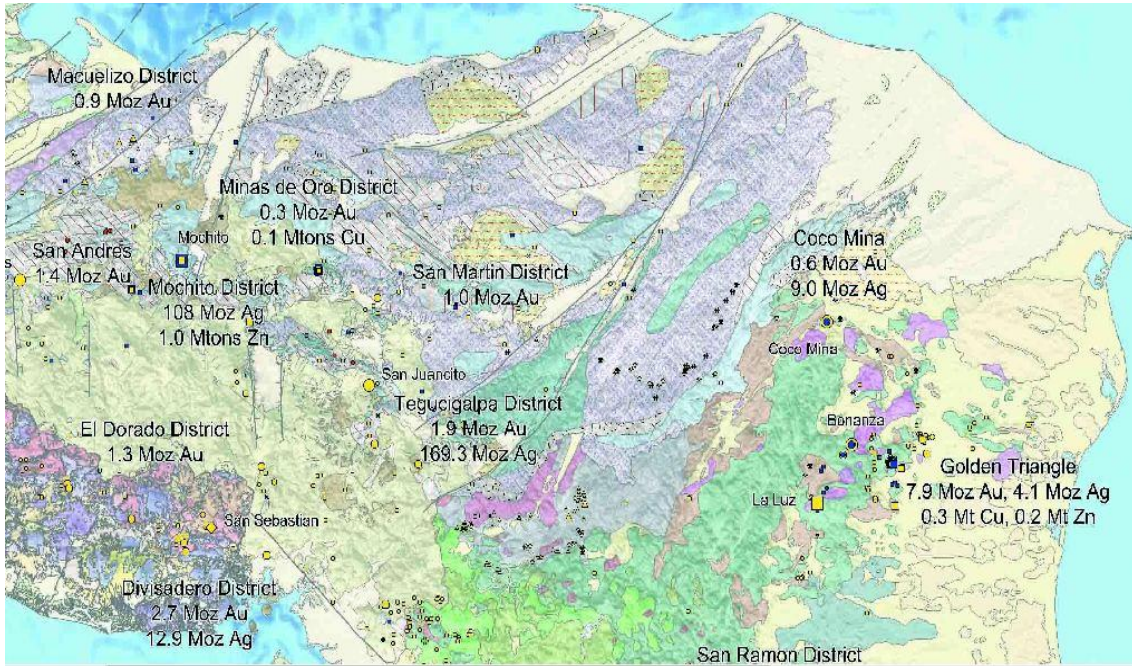 Macuelizo District
0.9 Moz Au
Minas de Oro District
0.3 Moz Au
0.1 Mtons Cu
Mochito
San Andres
1.4 Moz Au
s
Mochito District
108 Moz Ag
1.0 Mtons Zn
San Martin District
1.0 Moz Au
Coco Mina
0.6 Moz Au
9.0 Moz Ag
Coco Mina
San Juancito
Tegucigalpa District
1.9 Moz Au
169.3 Moz Ag
El Dorado District
1.3 Moz Au
Bonanza
Golden Triangle
7.9 Moz Au, 4.1 Moz Ag
0.3 Mt Cu, 0.2 Mt Zn
La Luz
San Sebastian
Divisadero District
2.7 Moz Au
12.9 Moz Ag
San Ramon District